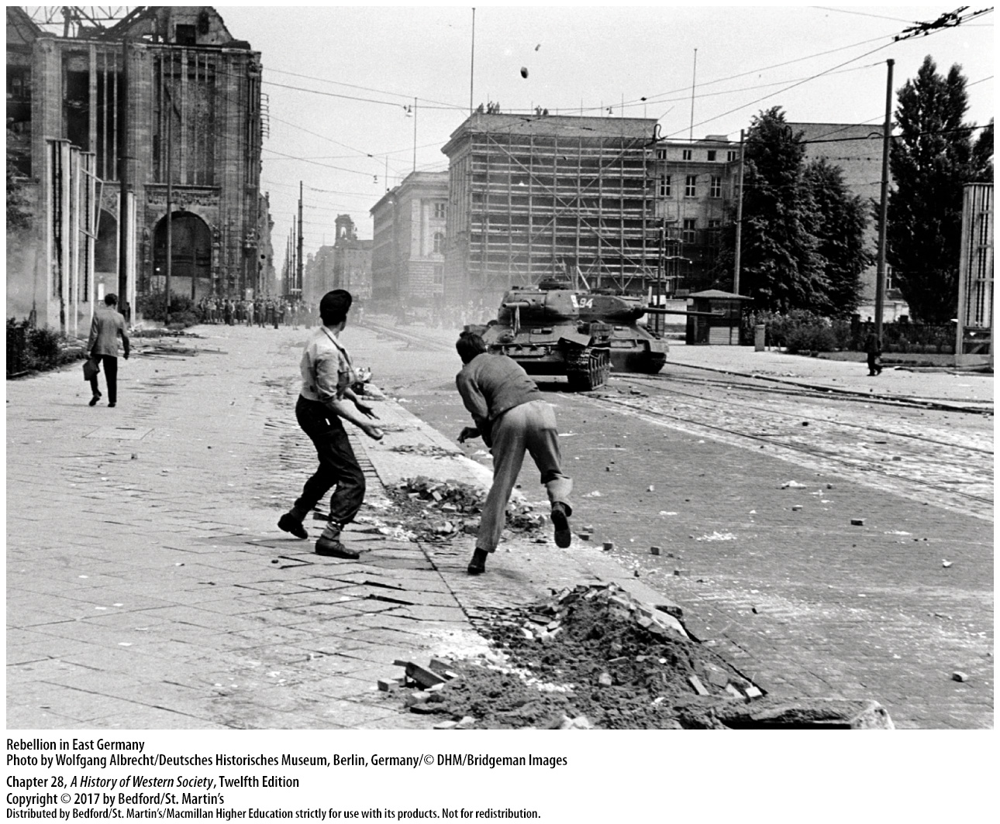 94
Rebellion in East Germany
Photo by Wolfgang Albrecht/Deutsches Historisches Museum, Berlin, Germany/© DHM/Bridgeman Images
Chapter 28, A History of Western Society, Twelfth Edition
Copyright © 2017 by Bedford/St. Martin's
Distributed by Bedford/St. Martin's/Macmillan Higher Education strictly for use with its products. Not for redistribution.